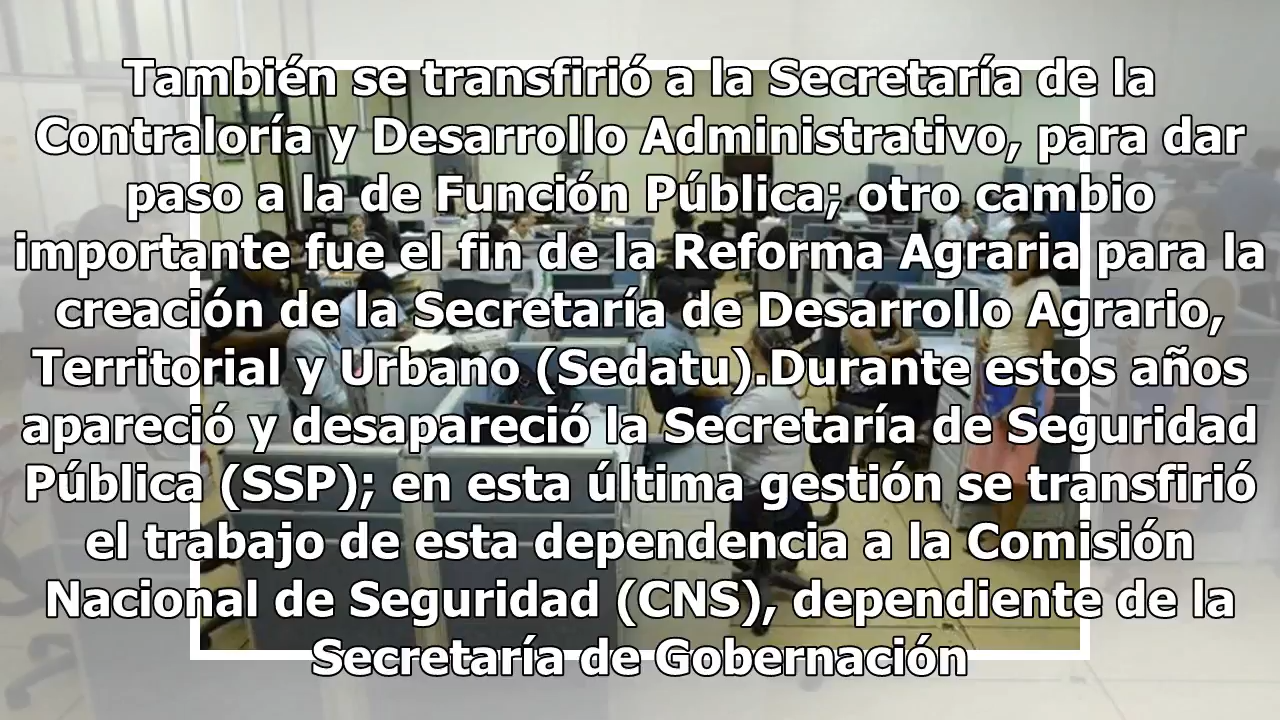 También se transfirió a la Secretaría de la
Contraloría y Desarrollo Administrativo, para dar
paso a la de Función Pública; otro cambio
importante fue el fin de la Reforma Agraria para la
creación de la Secretaría de Desarrollo Agrario,
Territorial y Urbano (Sedatu).Durante estos años
apareció y desapareció la Secretaría de Seguridad
Pública (SSP); en esta última gestión se transfirió
el trabajo de esta dependencia a la Comisión
Nacional de Seguridad (CNS), dependiente de la
Secretaría de Gobernación